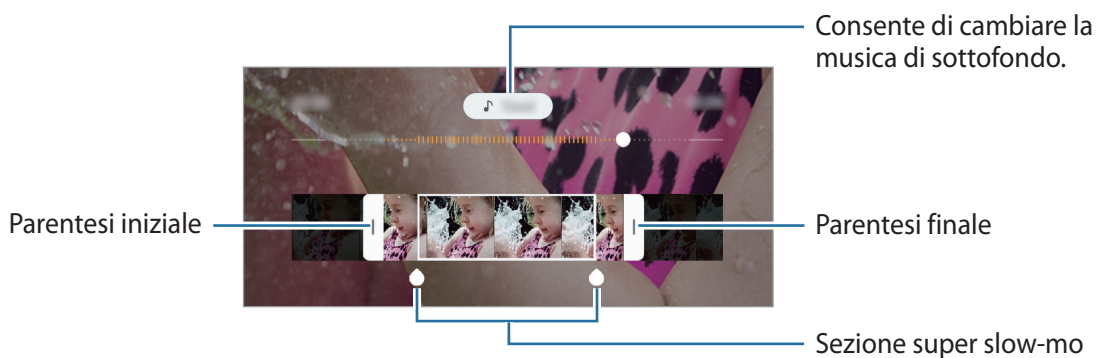 Consente di cambiare la
musica di sottofondo.
Parentesi iniziale
Parentesi finale
Sezione super slow-mo